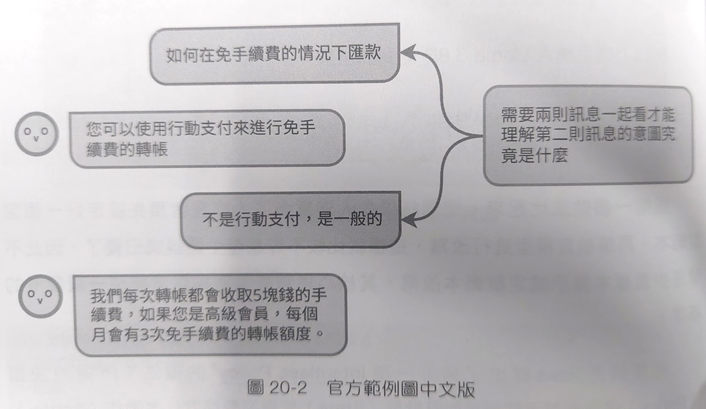 如何在免手續費的情況下匯款
您可以使用行動支付來進行免手
續費的轉帳
需要兩則訊息一起看才能
理解第二則訊息的意圖究
竟是什麼
不是行動支付，是一般的
我們每次轉帳都會收取5塊錢的手
續費，如果您是高級會員，每個
月會有3次免手續費的轉帳額度。
圖 20-2 官方範例圖中文版